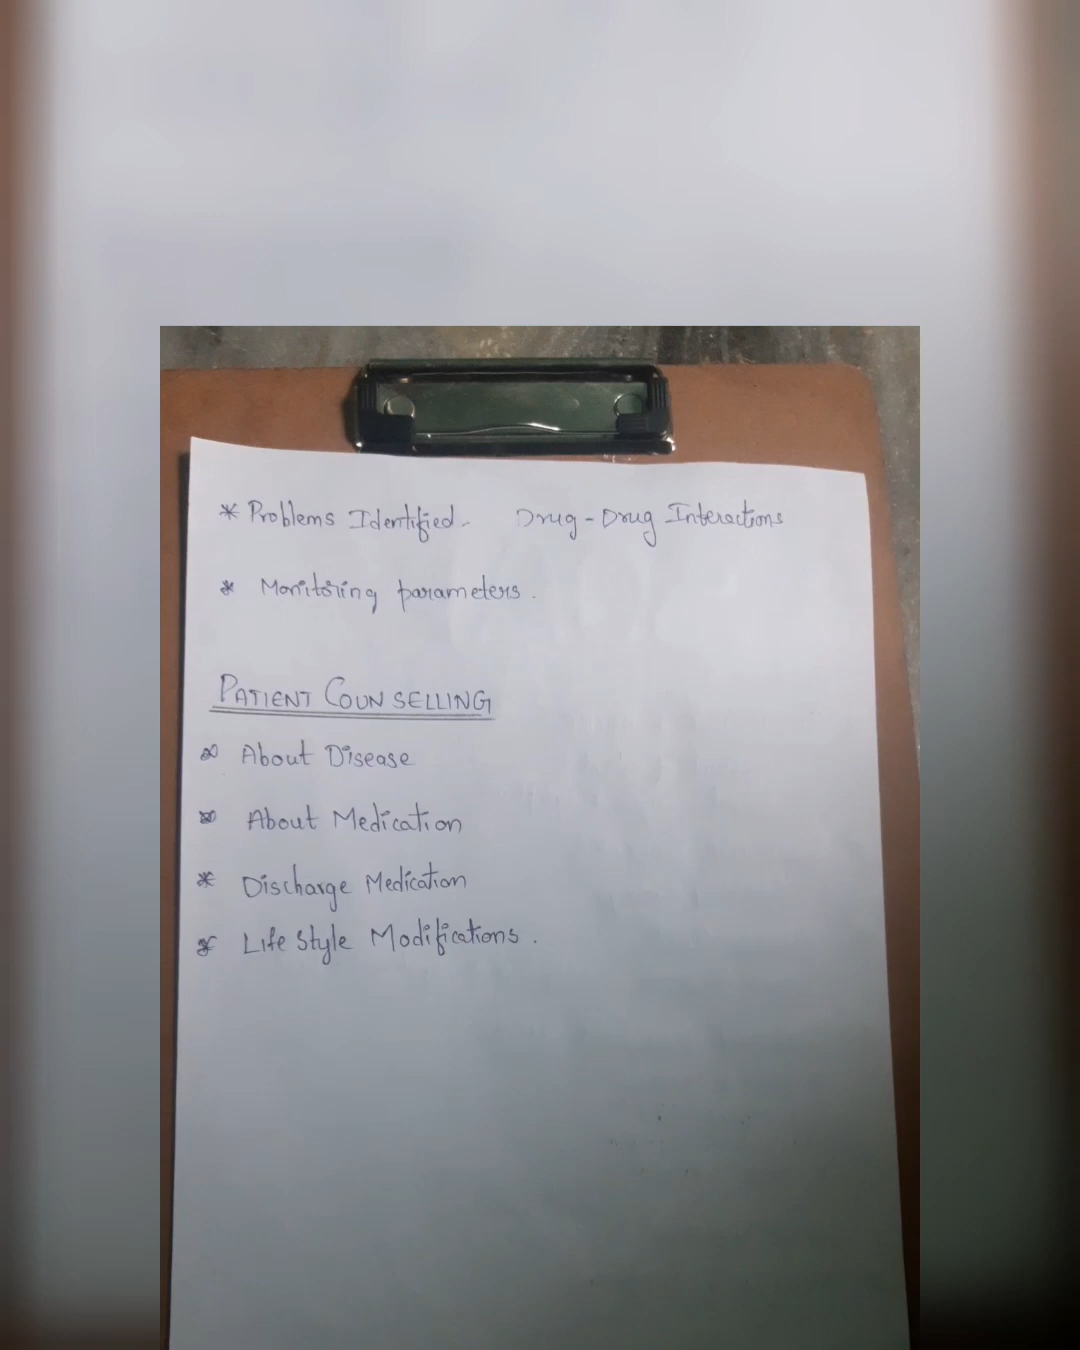 * Problems Identified - Drug-Drug Interactions
* Monitoring parameters.
PATIENT COUNSELLING
* About Disease
* About Medication
* Discharge Medication
* Life Style Modifications.